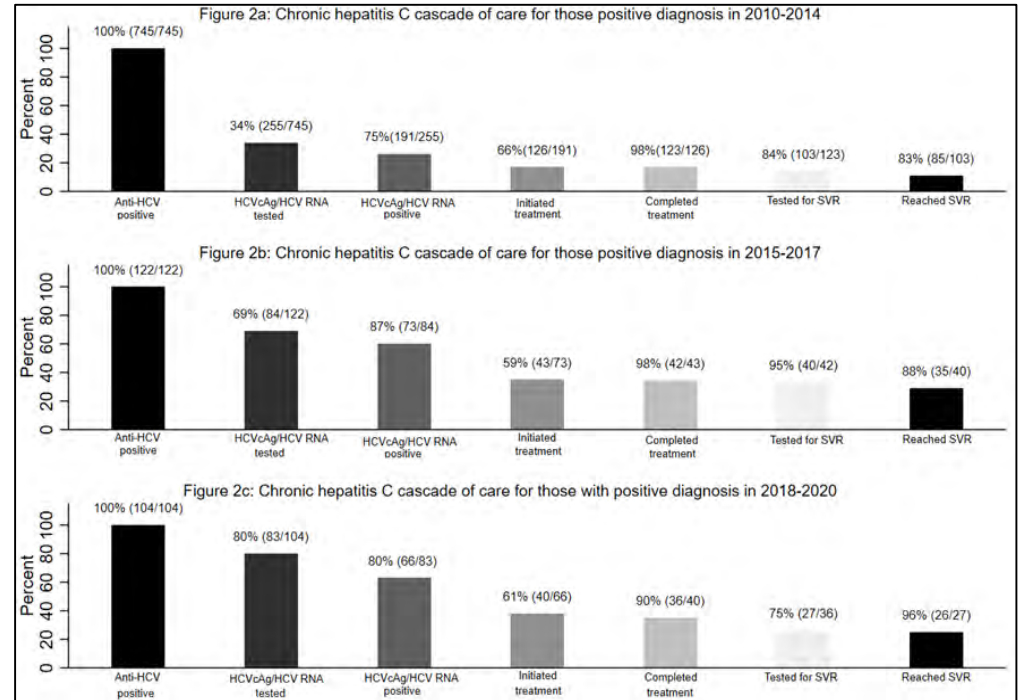 Figure 2a: Chronic hepatitis C cascade of care for those positive diagnosis in 2010-2014
100% (745/745)
34% (255/745)
75%(191/255)
66%(126/191)
98%(123/126)
84% (103/123)
83% (85/103)
Percent
0 20 40 60 80 100
Anti-HCV
positive
HCVcAg/HCV RNA
tested
HCVcAg/HCV RNA
positive
Initiated
treatment
Completed
treatment
Tested for SVR
Reached SVR
Figure 2b: Chronic hepatitis C cascade of care for those positive diagnosis in 2015-2017
100% (122/122)
69% (84/122)
87% (73/84)
59% (43/73)
98% (42/43)
95% (40/42)
88% (35/40)
Percent
0 20 40 60 80 100
Anti-HCV
positive
HCVcAg/HCV RNA
tested
HCVcAg/HCV RNA
positive
Initiated
treatment
Completed
treatment
Tested for SVR
Reached SVR
Figure 2c: Chronic hepatitis C cascade of care for those with positive diagnosis in 2018-2020
100% (104/104)
80% (83/104)
80% (66/83)
61% (40/66)
90% (36/40)
75% (27/36)
96% (26/27)
Percent
0 20 40 60 80 100
Anti-HCV
positive
HCVcAg/HCV RNA
tested
HCVcAg/HCV RNA
positive
Initiated
treatment
Completed
treatment
Tested for SVR
Reached SVR